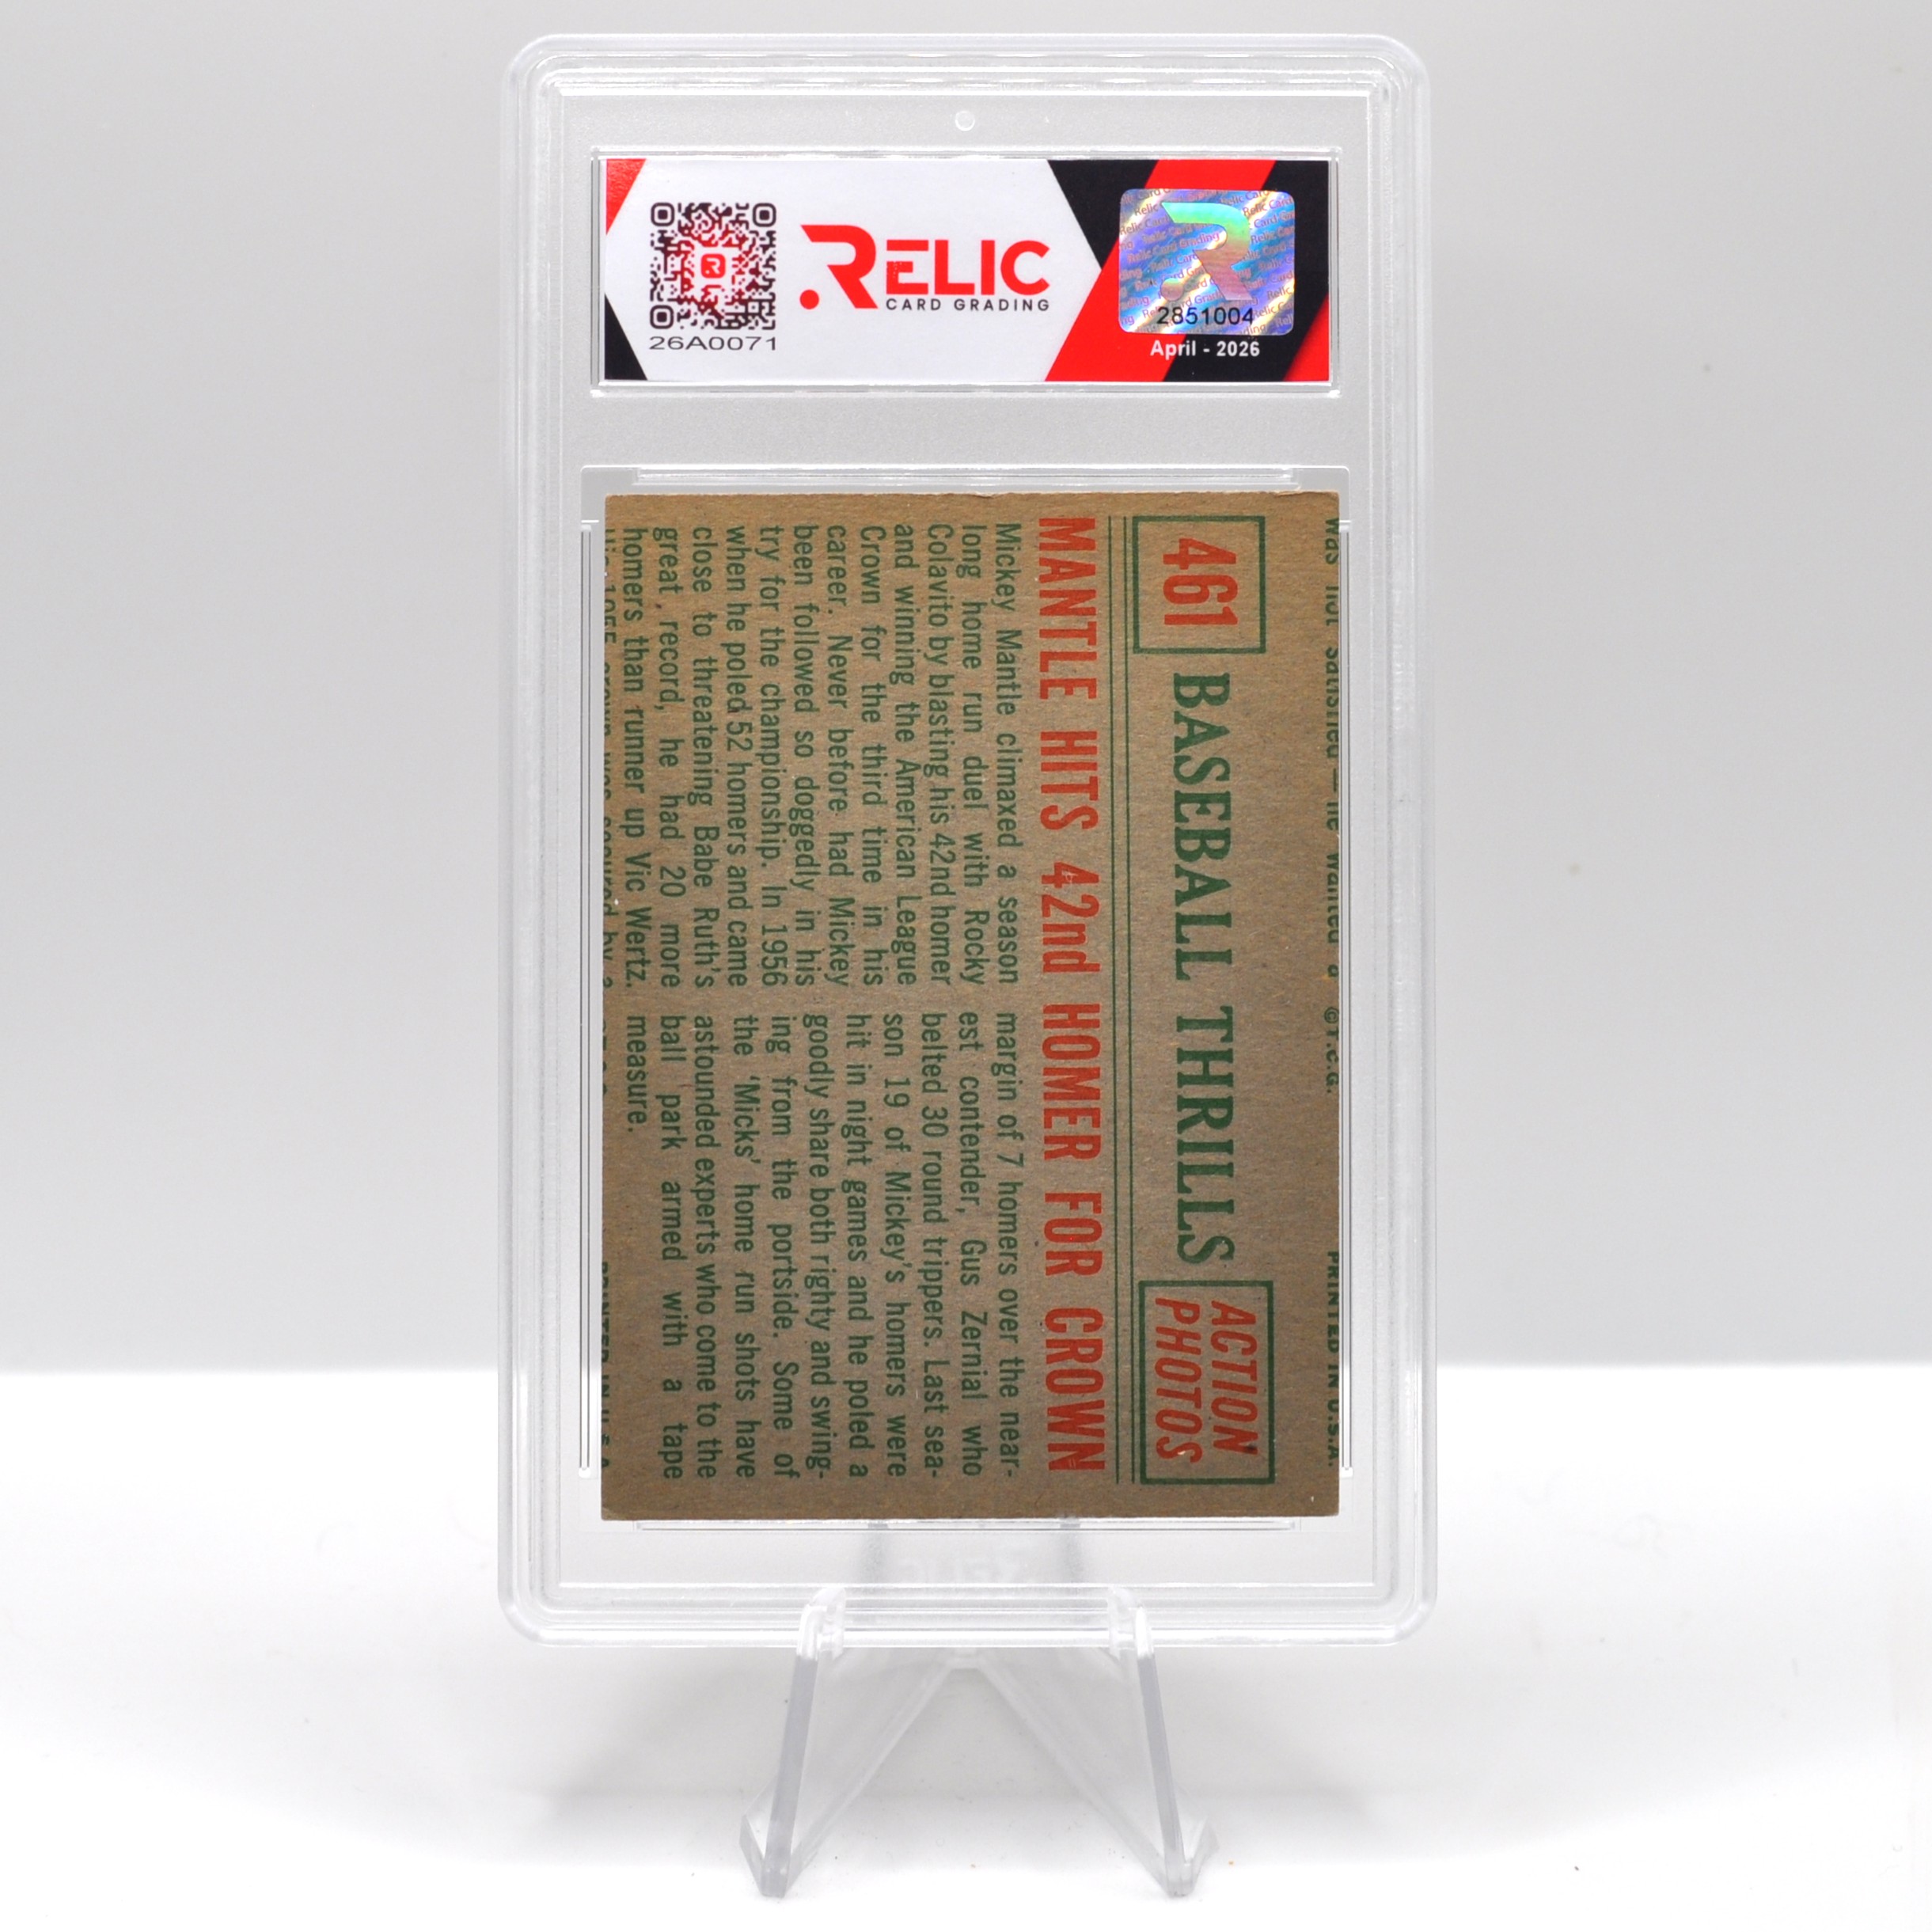 RELIC
CARD GRADING
26A0071
2851004
April - 2026
was not satisfied — he wanted a
©T.C.G.
PRINTED IN U.S.A.
461
BASEBALL THRILLS
ACTION
PHOTOS
MANTLE HITS 42nd HOMER FOR CROWN
Mickey Mantle climaxed a season
long home run duel with Rocky
Colavito by blasting his 42nd homer
and winning the American League
Crown for the third time in his
career. Never before had Mickey
been followed so doggedly in his
try for the championship. In 1956
when he poled 52 homers and came
close to threatening Babe Ruth's
great record, he had 20 more
homers than runner up Vic Wertz.
margin of 7 homers over the near-
est contender, Gus Zernial who
belted 30 round trippers. Last sea-
son 19 of Mickey's homers were
hit in night games and he poled a
goodly share both righty and swing-
ing from the portside. Some of
the 'Micks' home run shots have
astounded experts who come to the
ball park armed with a tape
measure.